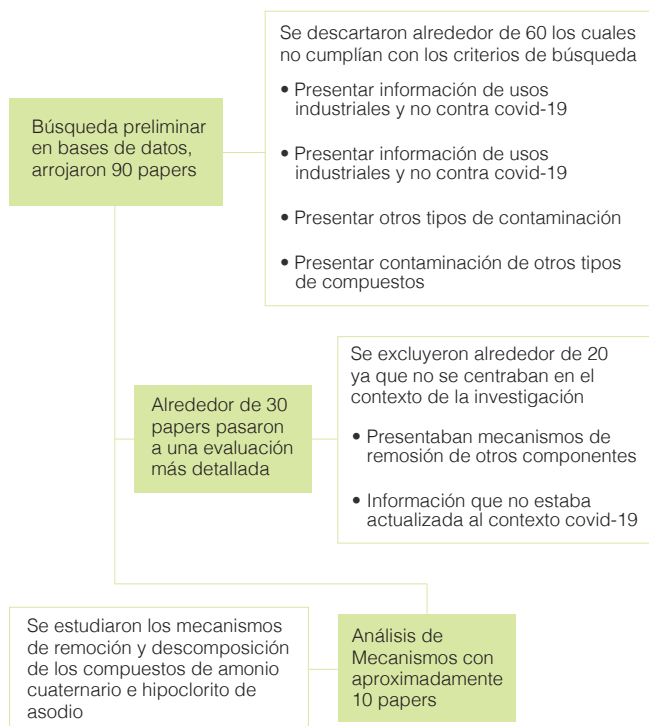 Búsqueda preliminar
en bases de datos,
arrojaron 90 papers
Se descartaron alrededor de 60 los cuales
no cumplían con los criterios de búsqueda
• Presentar información de usos
industriales y no contra covid-19
• Presentar información de usos
industriales y no contra covid-19
• Presentar otros tipos de contaminación
• Presentar contaminación de otros tipos
de compuestos
Alrededor de 30
papers pasaron
a una evaluación
más detallada
Se excluyeron alrededor de 20
ya que no se centraban en el
contexto de la investigación
• Presentaban mecanismos de
remosión de otros componentes
• Información que no estaba
actualizada al contexto covid-19
Se estudiaron los mecanismos
de remoción y descomposición
de los compuestos de amonio
cuaternario e hipoclorito de
asodio
Análisis de
Mecanismos con
aproximadamente
10 papers